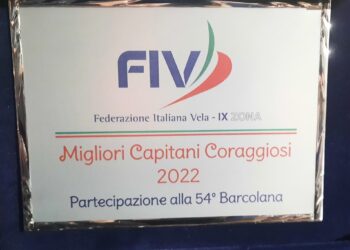 FIV
Federazione Italiana Vela - IX ZONA
Migliori Capitani Coraggiosi
2022
Partecipazione alla 54° Barcolana